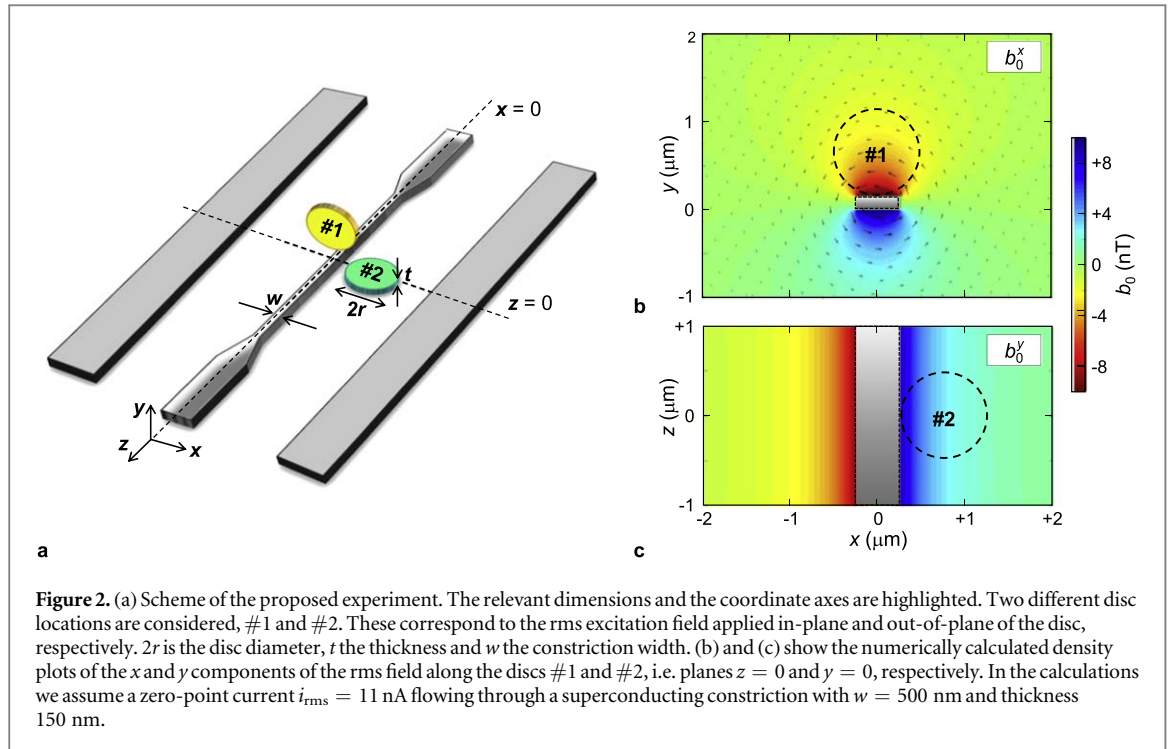 x = 0
#1
#2
t
w
2r
z = 0
y
z
x
a
b₀ˣ
2
1
0
-1
y (μm)
#1
b
b₀ʸ
+1
0
-1
z (μm)
#2
-2
-1
0
+1
+2
x (μm)
c
+8
+4
0
-4
-8
b₀ (nT)
Figure 2. (a) Scheme of the proposed experiment. The relevant dimensions and the coordinate axes are highlighted. Two different disc
locations are considered, #1 and #2. These correspond to the rms excitation field applied in-plane and out-of-plane of the disc,
respectively. 2r is the disc diameter, t the thickness and w the constriction width. (b) and (c) show the numerically calculated density
plots of the x and y components of the rms field along the discs #1 and #2, i.e. planes z = 0 and y = 0, respectively. In the calculations
we assume a zero-point current iᵣₘₛ = 11 nA flowing through a superconducting constriction with w = 500 nm and thickness
150 nm.